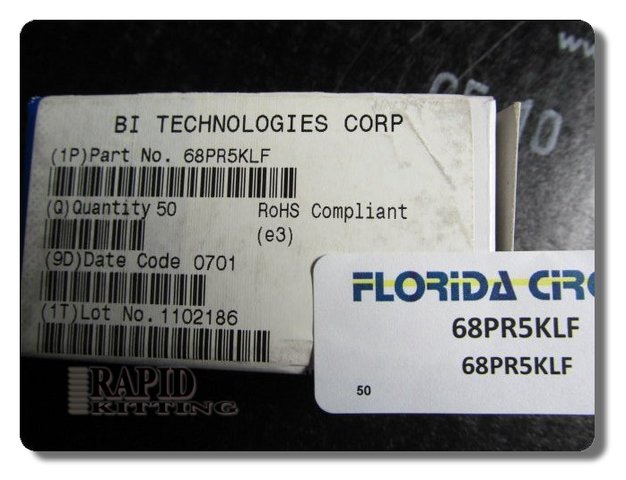 BI TECHNOLOGIES CORP
(1P)Part No. 68PR5KLF
(Q)Quantity 50
RoHS Compliant
(e3)
(9D)Date Code 0701
(1T)Lot No. 1102186
FLORIDA CIRC
68PR5KLF
68PR5KLF
50
RAPID
KITTING